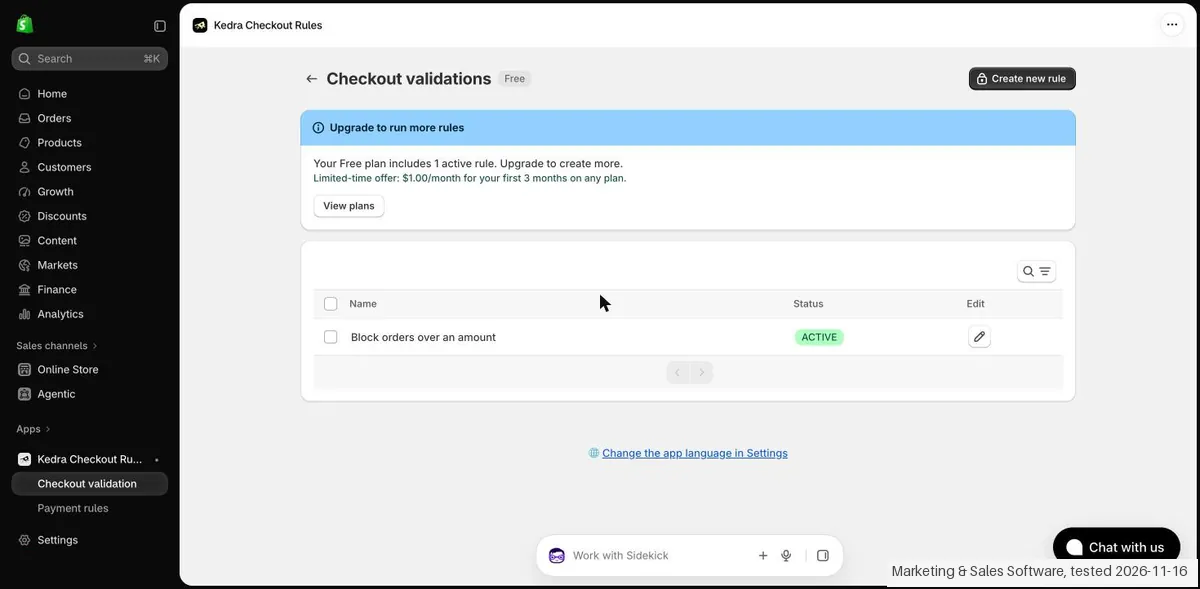 Kedra Checkout Rules
Search ⌘K
Home
Orders
Products
Customers
Growth
Discounts
Content
Markets
Finance
Analytics
Sales channels
Online Store
Agentic
Apps
Kedra Checkout Ru...
Checkout validation
Payment rules
Settings
Checkout validations Free
Create new rule
Upgrade to run more rules
Your Free plan includes 1 active rule. Upgrade to create more.
Limited-time offer: $1.00/month for your first 3 months on any plan.
View plans
Name Status Edit
Block orders over an amount ACTIVE
Change the app language in Settings
Work with Sidekick
Chat with us
Marketing & Sales Software, tested 2026-11-16